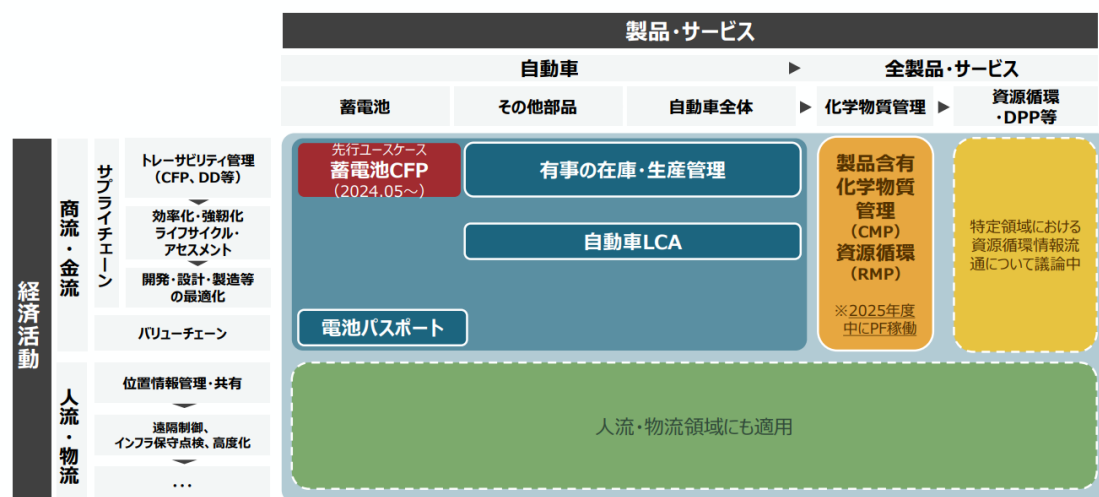 製品・サービス
自動車
▶
全製品・サービス
蓄電池
その他部品
自動車全体
▶
化学物質管理
▶
資源循環
・DPP等
経済活動
商流・金流
サプライチェーン
トレーサビリティ管理
(CFP、DD等)
効率化・強靭化
ライフサイクル・
アセスメント
開発・設計・製造等
の最適化
バリューチェーン
人流・物流
位置情報管理・共有
遠隔制御、
インフラ保守点検、高度化
...
先行ユースケース
蓄電池CFP
(2024.05～)
有事の在庫・生産管理
自動車LCA
電池パスポート
製品含有
化学物質
管理
(CMP)
資源循環
(RMP)
※2025年度
中にPF稼働
特定領域における
資源循環情報流
通について議論中
人流・物流領域にも適用